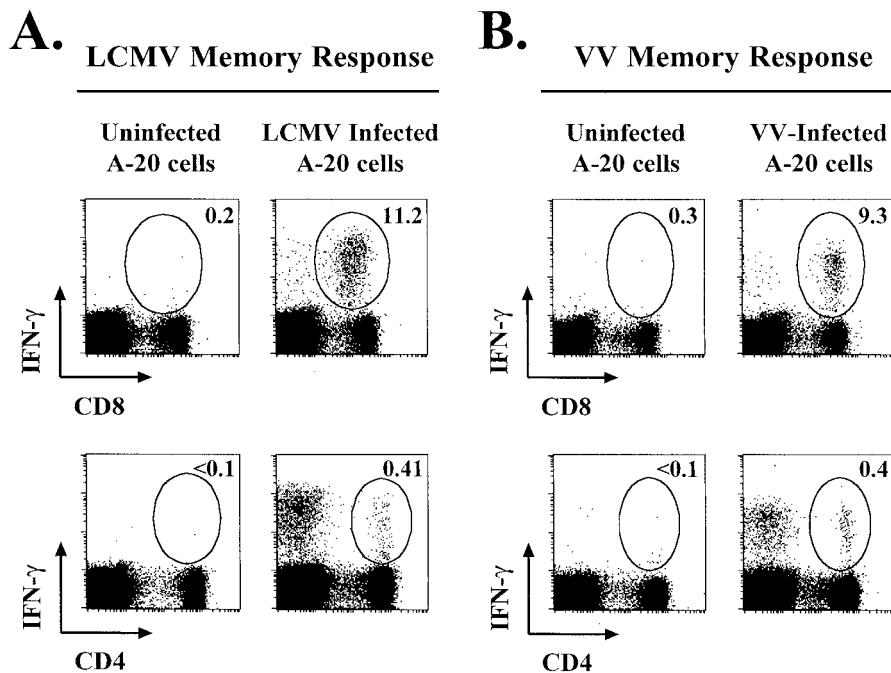 A.
LCMV Memory Response
Uninfected
A-20 cells
LCMV Infected
A-20 cells
0.2
11.2
IFN-γ
CD8
<0.1
0.41
IFN-γ
CD4
B.
VV Memory Response
Uninfected
A-20 cells
VV-Infected
A-20 cells
0.3
9.3
IFN-γ
CD8
<0.1
0.4
IFN-γ
CD4